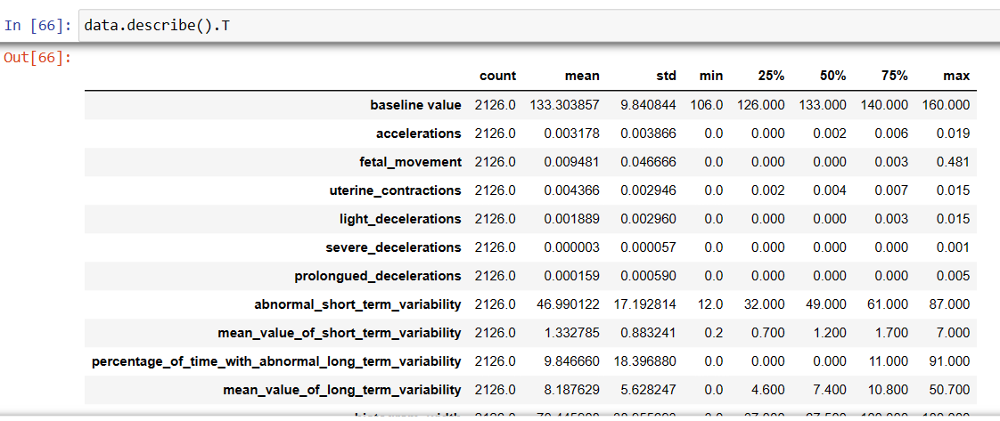 In [66]: data.describe().T
Out[66]:
count mean std min 25% 50% 75% max
baseline value 2126.0 133.303857 9.840844 106.0 126.000 133.000 140.000 160.000
accelerations 2126.0 0.003178 0.003866 0.0 0.000 0.002 0.006 0.019
fetal_movement 2126.0 0.009481 0.046666 0.0 0.000 0.000 0.003 0.481
uterine_contractions 2126.0 0.004366 0.002946 0.0 0.002 0.004 0.007 0.015
light_decelerations 2126.0 0.001889 0.002960 0.0 0.000 0.000 0.003 0.015
severe_decelerations 2126.0 0.000003 0.000057 0.0 0.000 0.000 0.000 0.001
prolongued_decelerations 2126.0 0.000159 0.000590 0.0 0.000 0.000 0.000 0.005
abnormal_short_term_variability 2126.0 46.990122 17.192814 12.0 32.000 49.000 61.000 87.000
mean_value_of_short_term_variability 2126.0 1.332785 0.883241 0.2 0.700 1.200 1.700 7.000
percentage_of_time_with_abnormal_long_term_variability 2126.0 9.846660 18.396880 0.0 0.000 0.000 11.000 91.000
mean_value_of_long_term_variability 2126.0 8.187629 5.628247 0.0 4.600 7.400 10.800 50.700